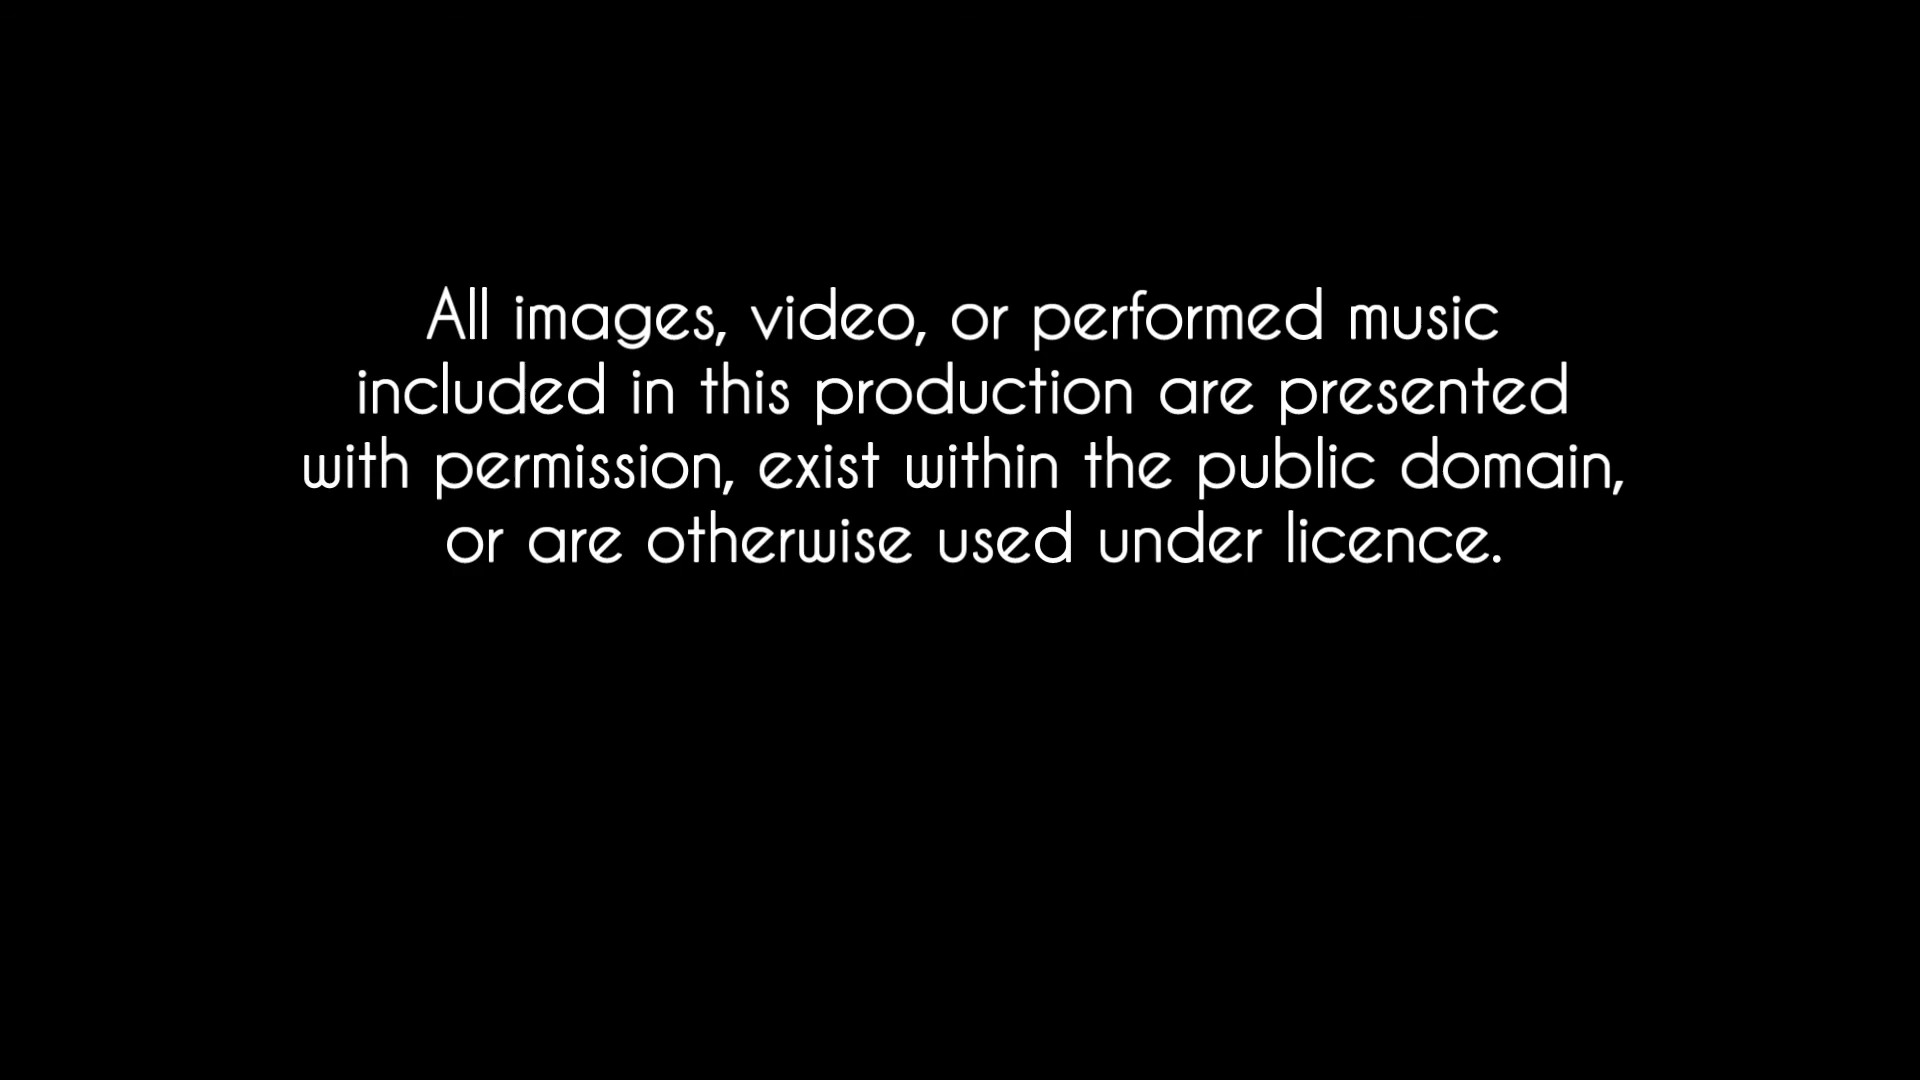 All images, video, or performed music
included in this production are presented
with permission, exist within the public domain,
or are otherwise used under licence.